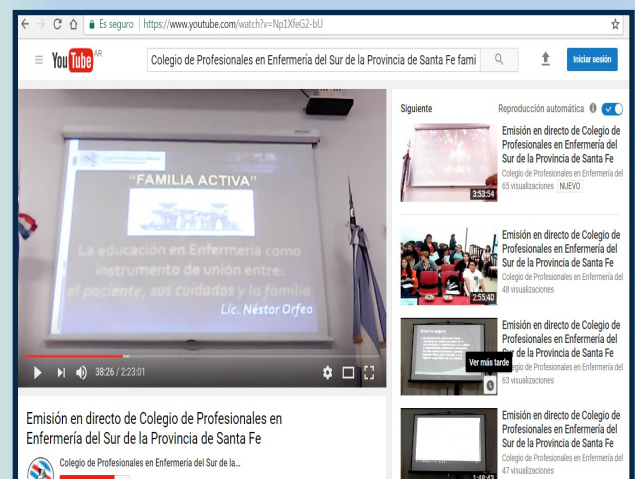 Es seguro https://www.youtube.com/watch?v=Np1XfeG2-bU
YouTube AR
Colegio de Profesionales en Enfermería del Sur de la Provincia de Santa Fe fami
Iniciar sesión
"FAMILIA ACTIVA"
La educación en Enfermería como
instrumento de unión entre:
el paciente, sus cuidados y la familia
Lic. Néstor Orfeo
38:26 / 2:23:01
Emisión en directo de Colegio de Profesionales en
Enfermería del Sur de la Provincia de Santa Fe
Colegio de Profesionales en Enfermería del Sur de la...
Siguiente
Reproducción automática
Emisión en directo de Colegio de
Profesionales en Enfermería del
Sur de la Provincia de Santa Fe
Colegio de Profesionales en Enfermería del
65 visualizaciones NUEVO
3:53:54
Emisión en directo de Colegio de
Profesionales en Enfermería del
Sur de la Provincia de Santa Fe
Colegio de Profesionales en Enfermería del
48 visualizaciones
2:55:40
Emisión en directo de Colegio de
Profesionales en Enfermería del
Sur de la Provincia de Santa Fe
Colegio de Profesionales en Enfermería del
63 visualizaciones
Ver más tarde
Emisión en directo de Colegio de
Profesionales en Enfermería del
Sur de la Provincia de Santa Fe
Colegio de Profesionales en Enfermería del
47 visualizaciones
1:48:43